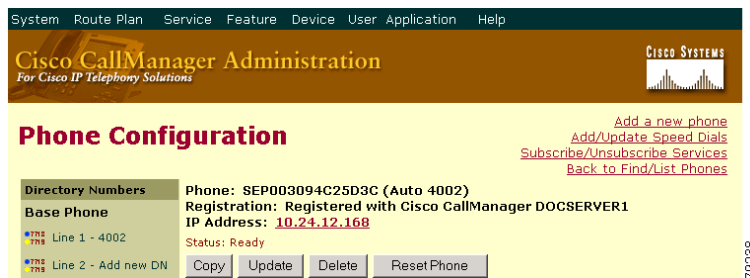 System Route Plan Service Feature Device User Application Help
Cisco CallManager Administration
For Cisco IP Telephony Solutions
CISCO SYSTEMS
Phone Configuration
Add a new phone
Add/Update Speed Dials
Subscribe/Unsubscribe Services
Back to Find/List Phones
Directory Numbers
Base Phone
Line 1 - 4002
Line 2 - Add new DN
Phone: SEP003094C25D3C (Auto 4002)
Registration: Registered with Cisco CallManager DOCSERVER1
IP Address: 10.24.12.168
Status: Ready
Copy Update Delete Reset Phone